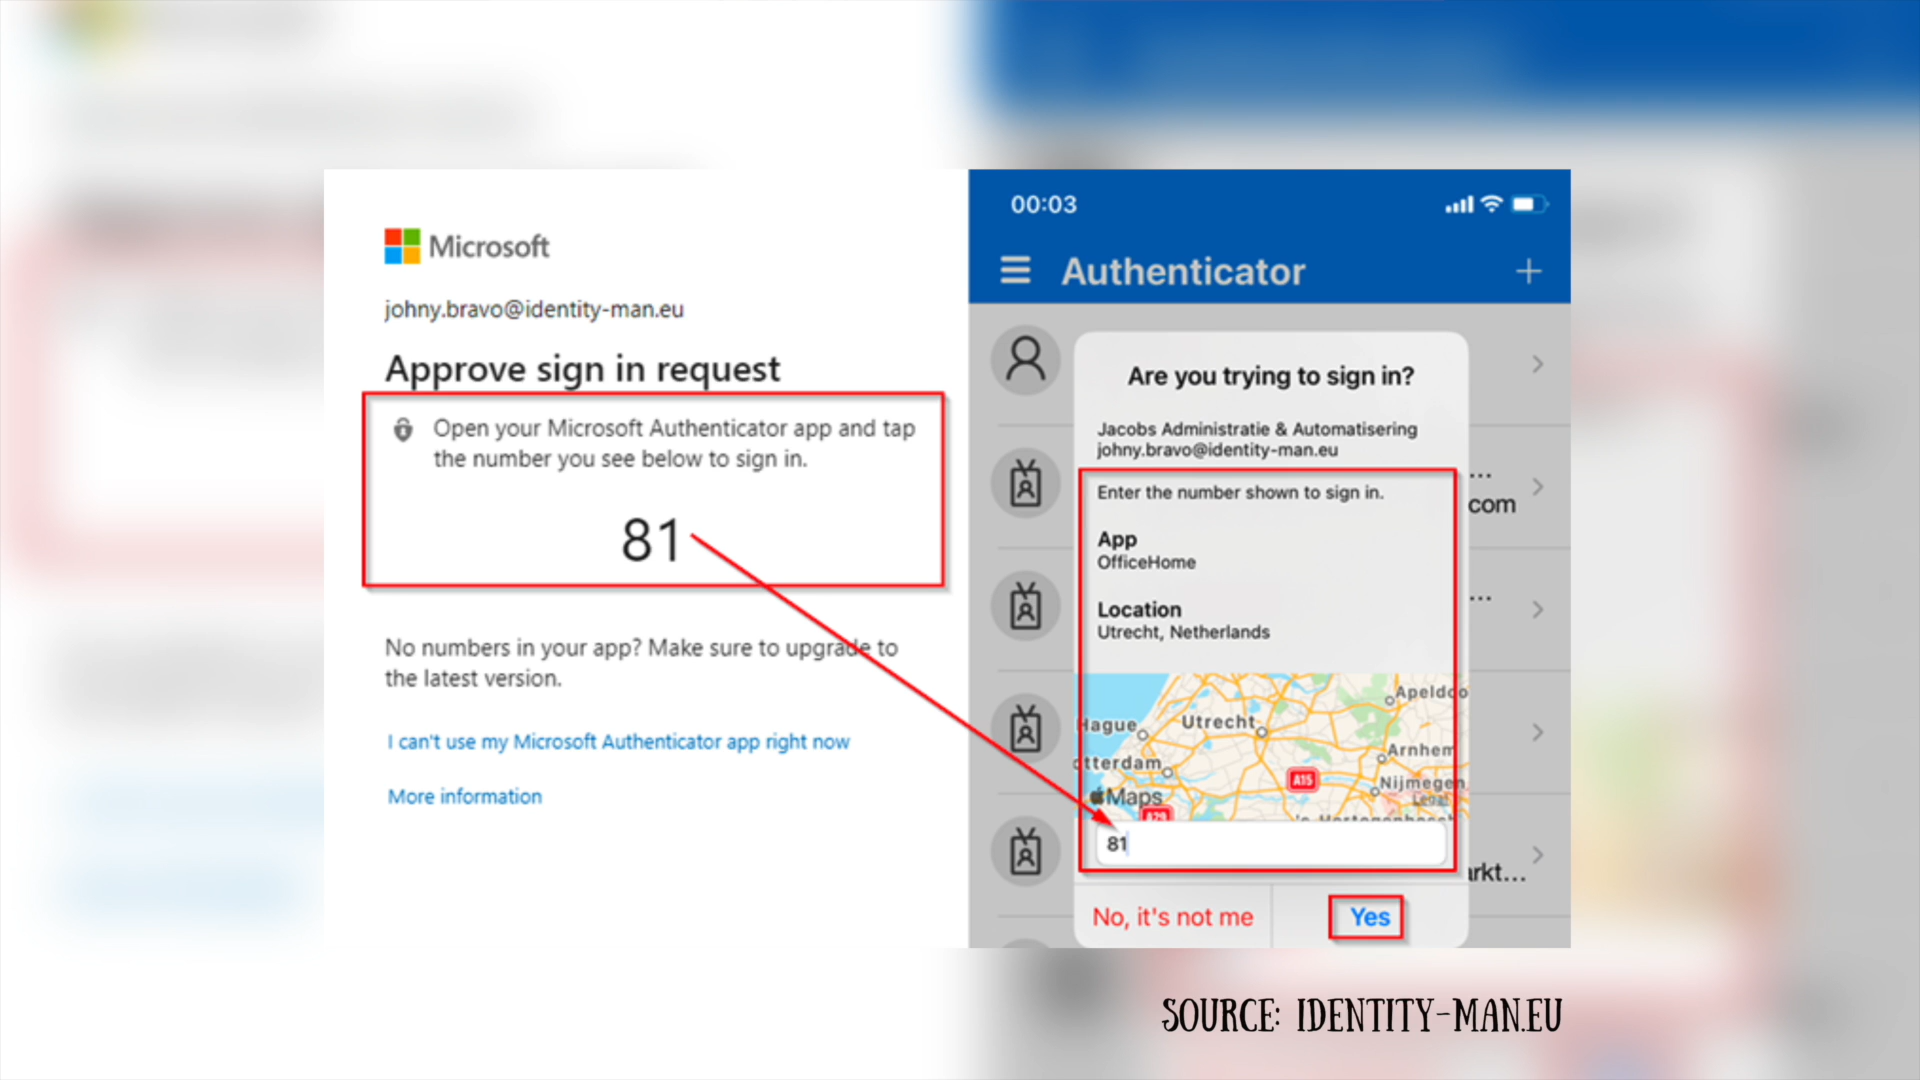 Microsoft
johny.bravo@identity-man.eu
Approve sign in request
Open your Microsoft Authenticator app and tap
the number you see below to sign in.
81
No numbers in your app? Make sure to upgrade to
the latest version.
I can't use my Microsoft Authenticator app right now
More information
00:03
Authenticator
Are you trying to sign in?
Jacobs Administratie & Automatisering
johny.bravo@identity-man.eu
...
com
Enter the number shown to sign in.
App
OfficeHome
...
Location
Utrecht, Netherlands
Apeldo
Hague
Utrecht
Arnhem
tterdam
A15
Nijmegen
Maps
Legal
81
arkt...
No, it's not me
Yes
SOURCE: IDENTITY-MAN.EU